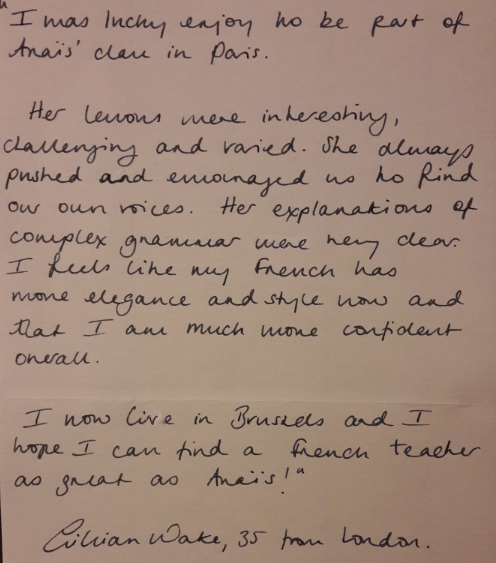 "I was lucky enjoy to be part of
Anaïs' class in Paris.
Her lessons were interesting,
challenging and varied. She always
pushed and encouraged us to find
our own voices. Her explanations of
complex grammar were very clear.
I feels like my French has
more elegance and style now and
that I am much more confident
overall.
I now live in Brussels and I
hope I can find a French teacher
as great as Anaïs!"
Lillian Wake, 35 from London.